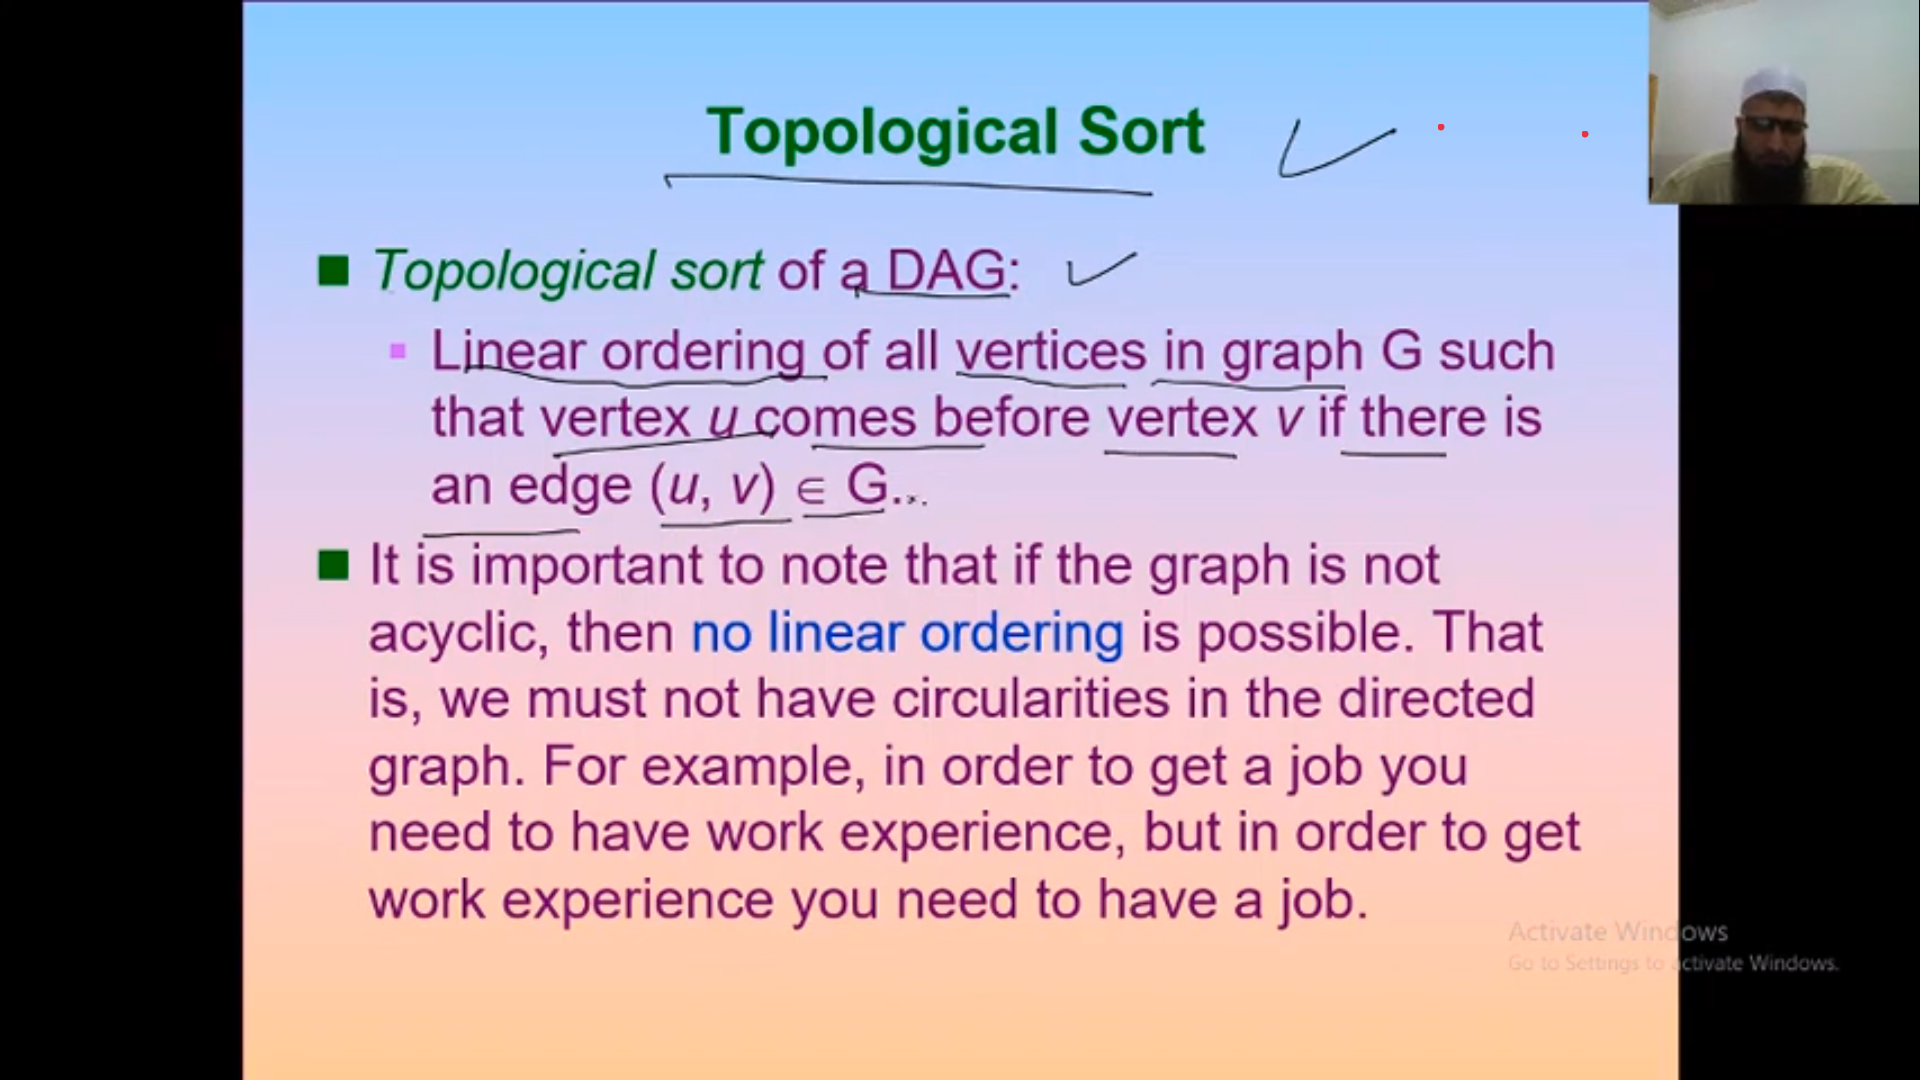 Topological Sort
Topological sort of a DAG:
Linear ordering of all vertices in graph G such
that vertex u comes before vertex v if there is
an edge (u, v) ∈ G.
It is important to note that if the graph is not
acyclic, then no linear ordering is possible. That
is, we must not have circularities in the directed
graph. For example, in order to get a job you
need to have work experience, but in order to get
work experience you need to have a job.
Activate Windows
Go to Settings to activate Windows.